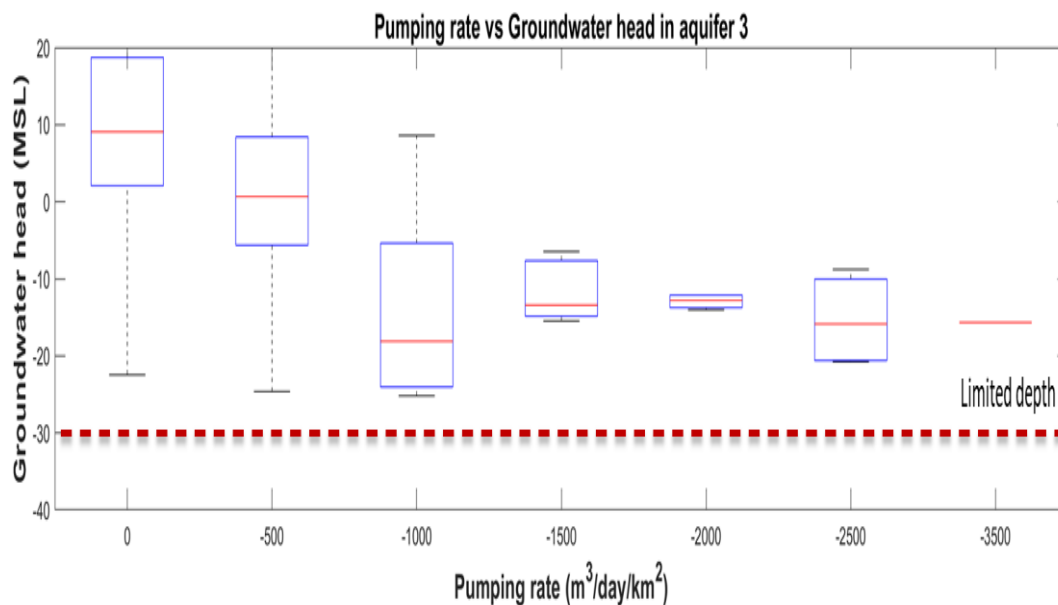 Pumping rate vs Groundwater head in aquifer 3
Groundwater head (MSL)
20
10
0
-10
-20
-30
-40
Limited depth
0 -500 -1000 -1500 -2000 -2500 -3500
Pumping rate (m³/day/km²)